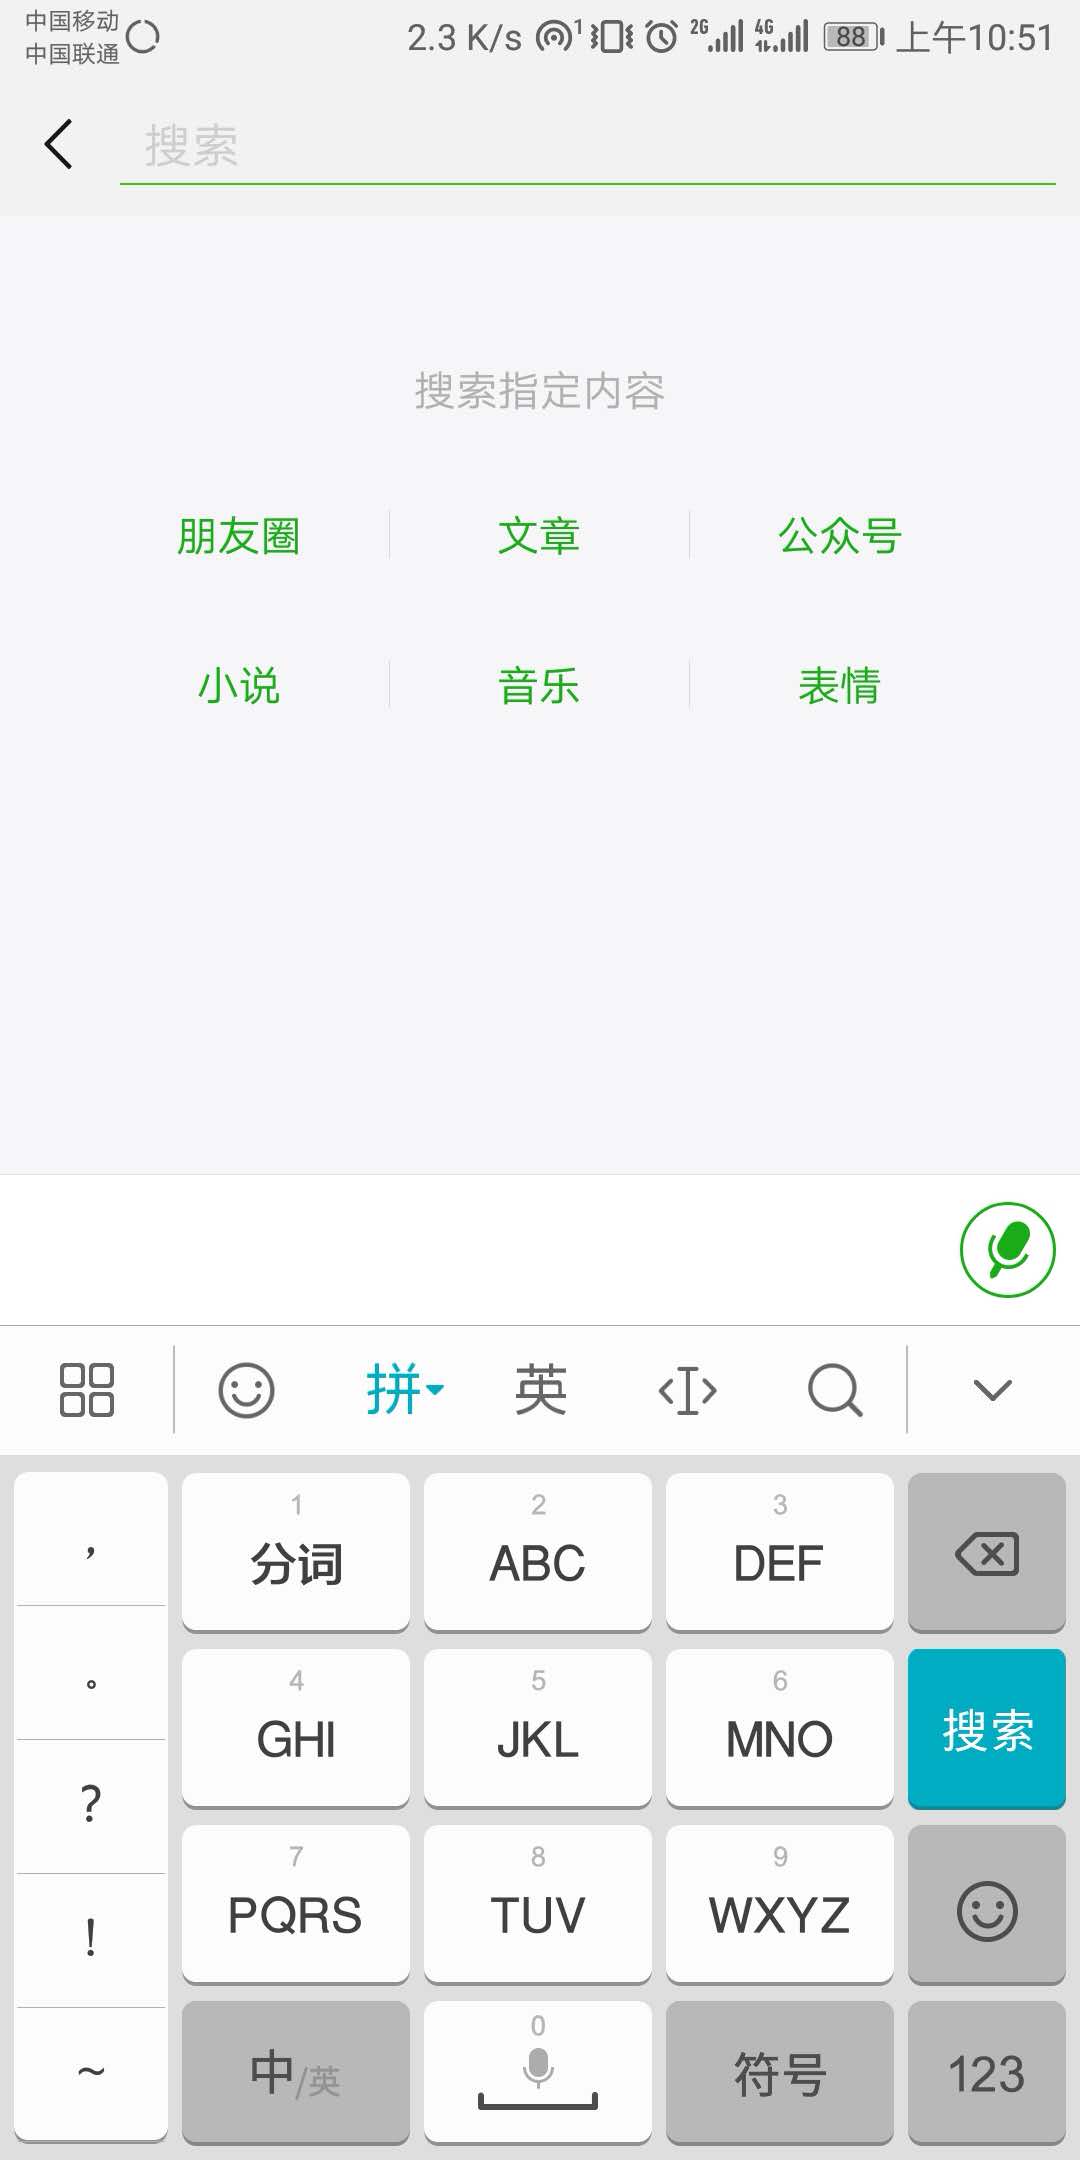 中国移动
中国联通
2.3 K/s 1 2G 4G 88 上午10:51
搜索
搜索指定内容
朋友圈 文章 公众号
小说 音乐 表情
拼 英
， 1 2 3
分词 ABC DEF
。 4 5 6
GHI JKL MNO 搜索
？ 7 8 9
PQRS TUV WXYZ
！
～ 中/英 0 符号 123